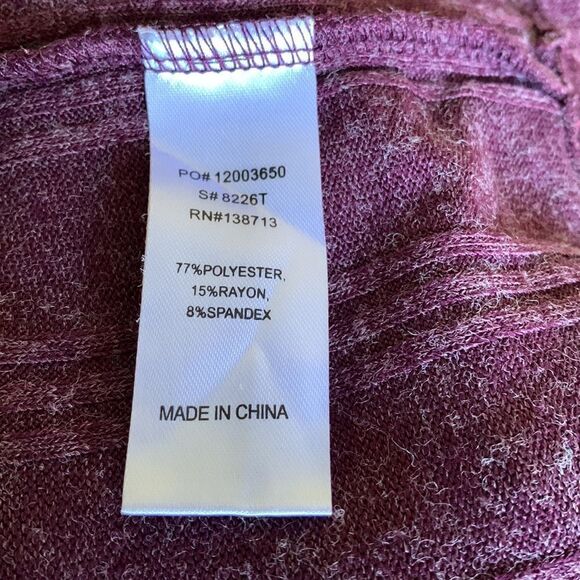 PO# 12003650
S# 8226T
RN#138713
77%POLYESTER,
15%RAYON,
8%SPANDEX
MADE IN CHINA